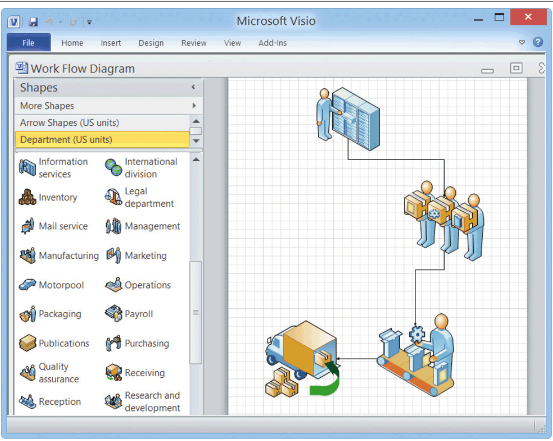 Microsoft Visio
File Home Insert Design Review View Add-Ins
Work Flow Diagram
Shapes
More Shapes
Arrow Shapes (US units)
Department (US units)
Information services
International division
Inventory
Legal department
Mail service
Management
Manufacturing
Marketing
Motorpool
Operations
Packaging
Payroll
Publications
Purchasing
Quality assurance
Receiving
Reception
Research and development